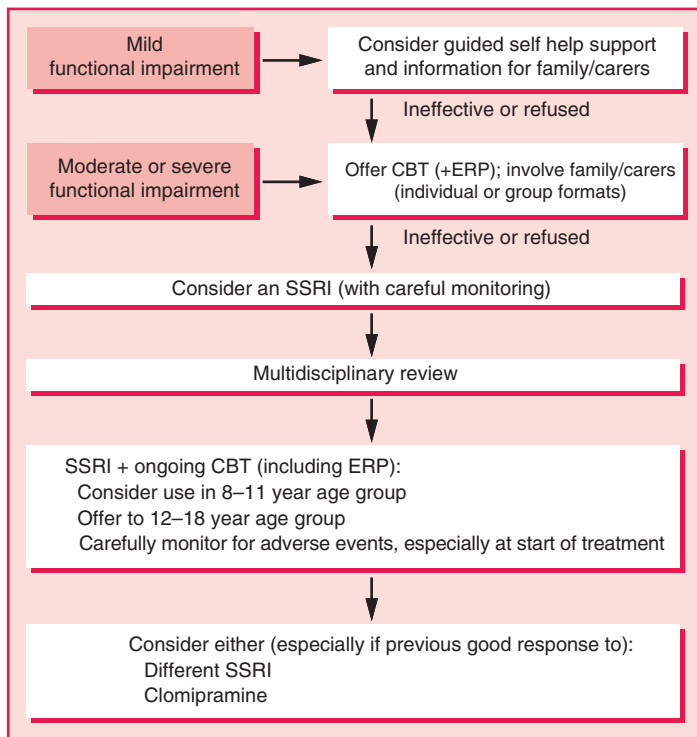 Mild
functional impairment
Consider guided self help support
and information for family/carers
Ineffective or refused
Moderate or severe
functional impairment
Offer CBT (+ERP); involve family/carers
(individual or group formats)
Ineffective or refused
Consider an SSRI (with careful monitoring)
Multidisciplinary review
SSRI + ongoing CBT (including ERP):
Consider use in 8–11 year age group
Offer to 12–18 year age group
Carefully monitor for adverse events, especially at start of treatment
Consider either (especially if previous good response to):
Different SSRI
Clomipramine